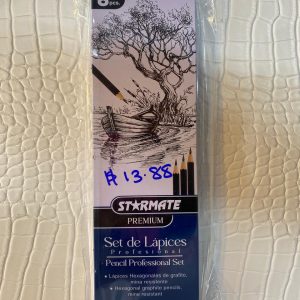 pcs.
$13.88
STARMATE
PREMIUM
Set de Lápices
Profesional
Pencil Professional Set
• Lápices Hexagonales de grafito,
mina resistente
• Hexagonal graphite pencils,
mina resistant